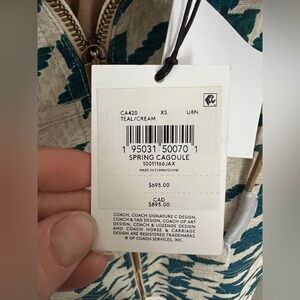 CA420 XS U8N
TEAL/CREAM
1 95031 50070 1
SPRING CAGOULE
10011166JAX
MADE IN CHINA/CHINE
$695.00
CAD
$895.00
COACH, COACH SIGNATURE C DESIGN,
COACH & TAG DESIGN, COACH OP ART
DESIGN, COACH & LOZENGE DESIGN
& COACH HORSE & CARRIAGE
DESIGN ARE REGISTERED TRADEMARKS
® OF COACH SERVICES, INC.